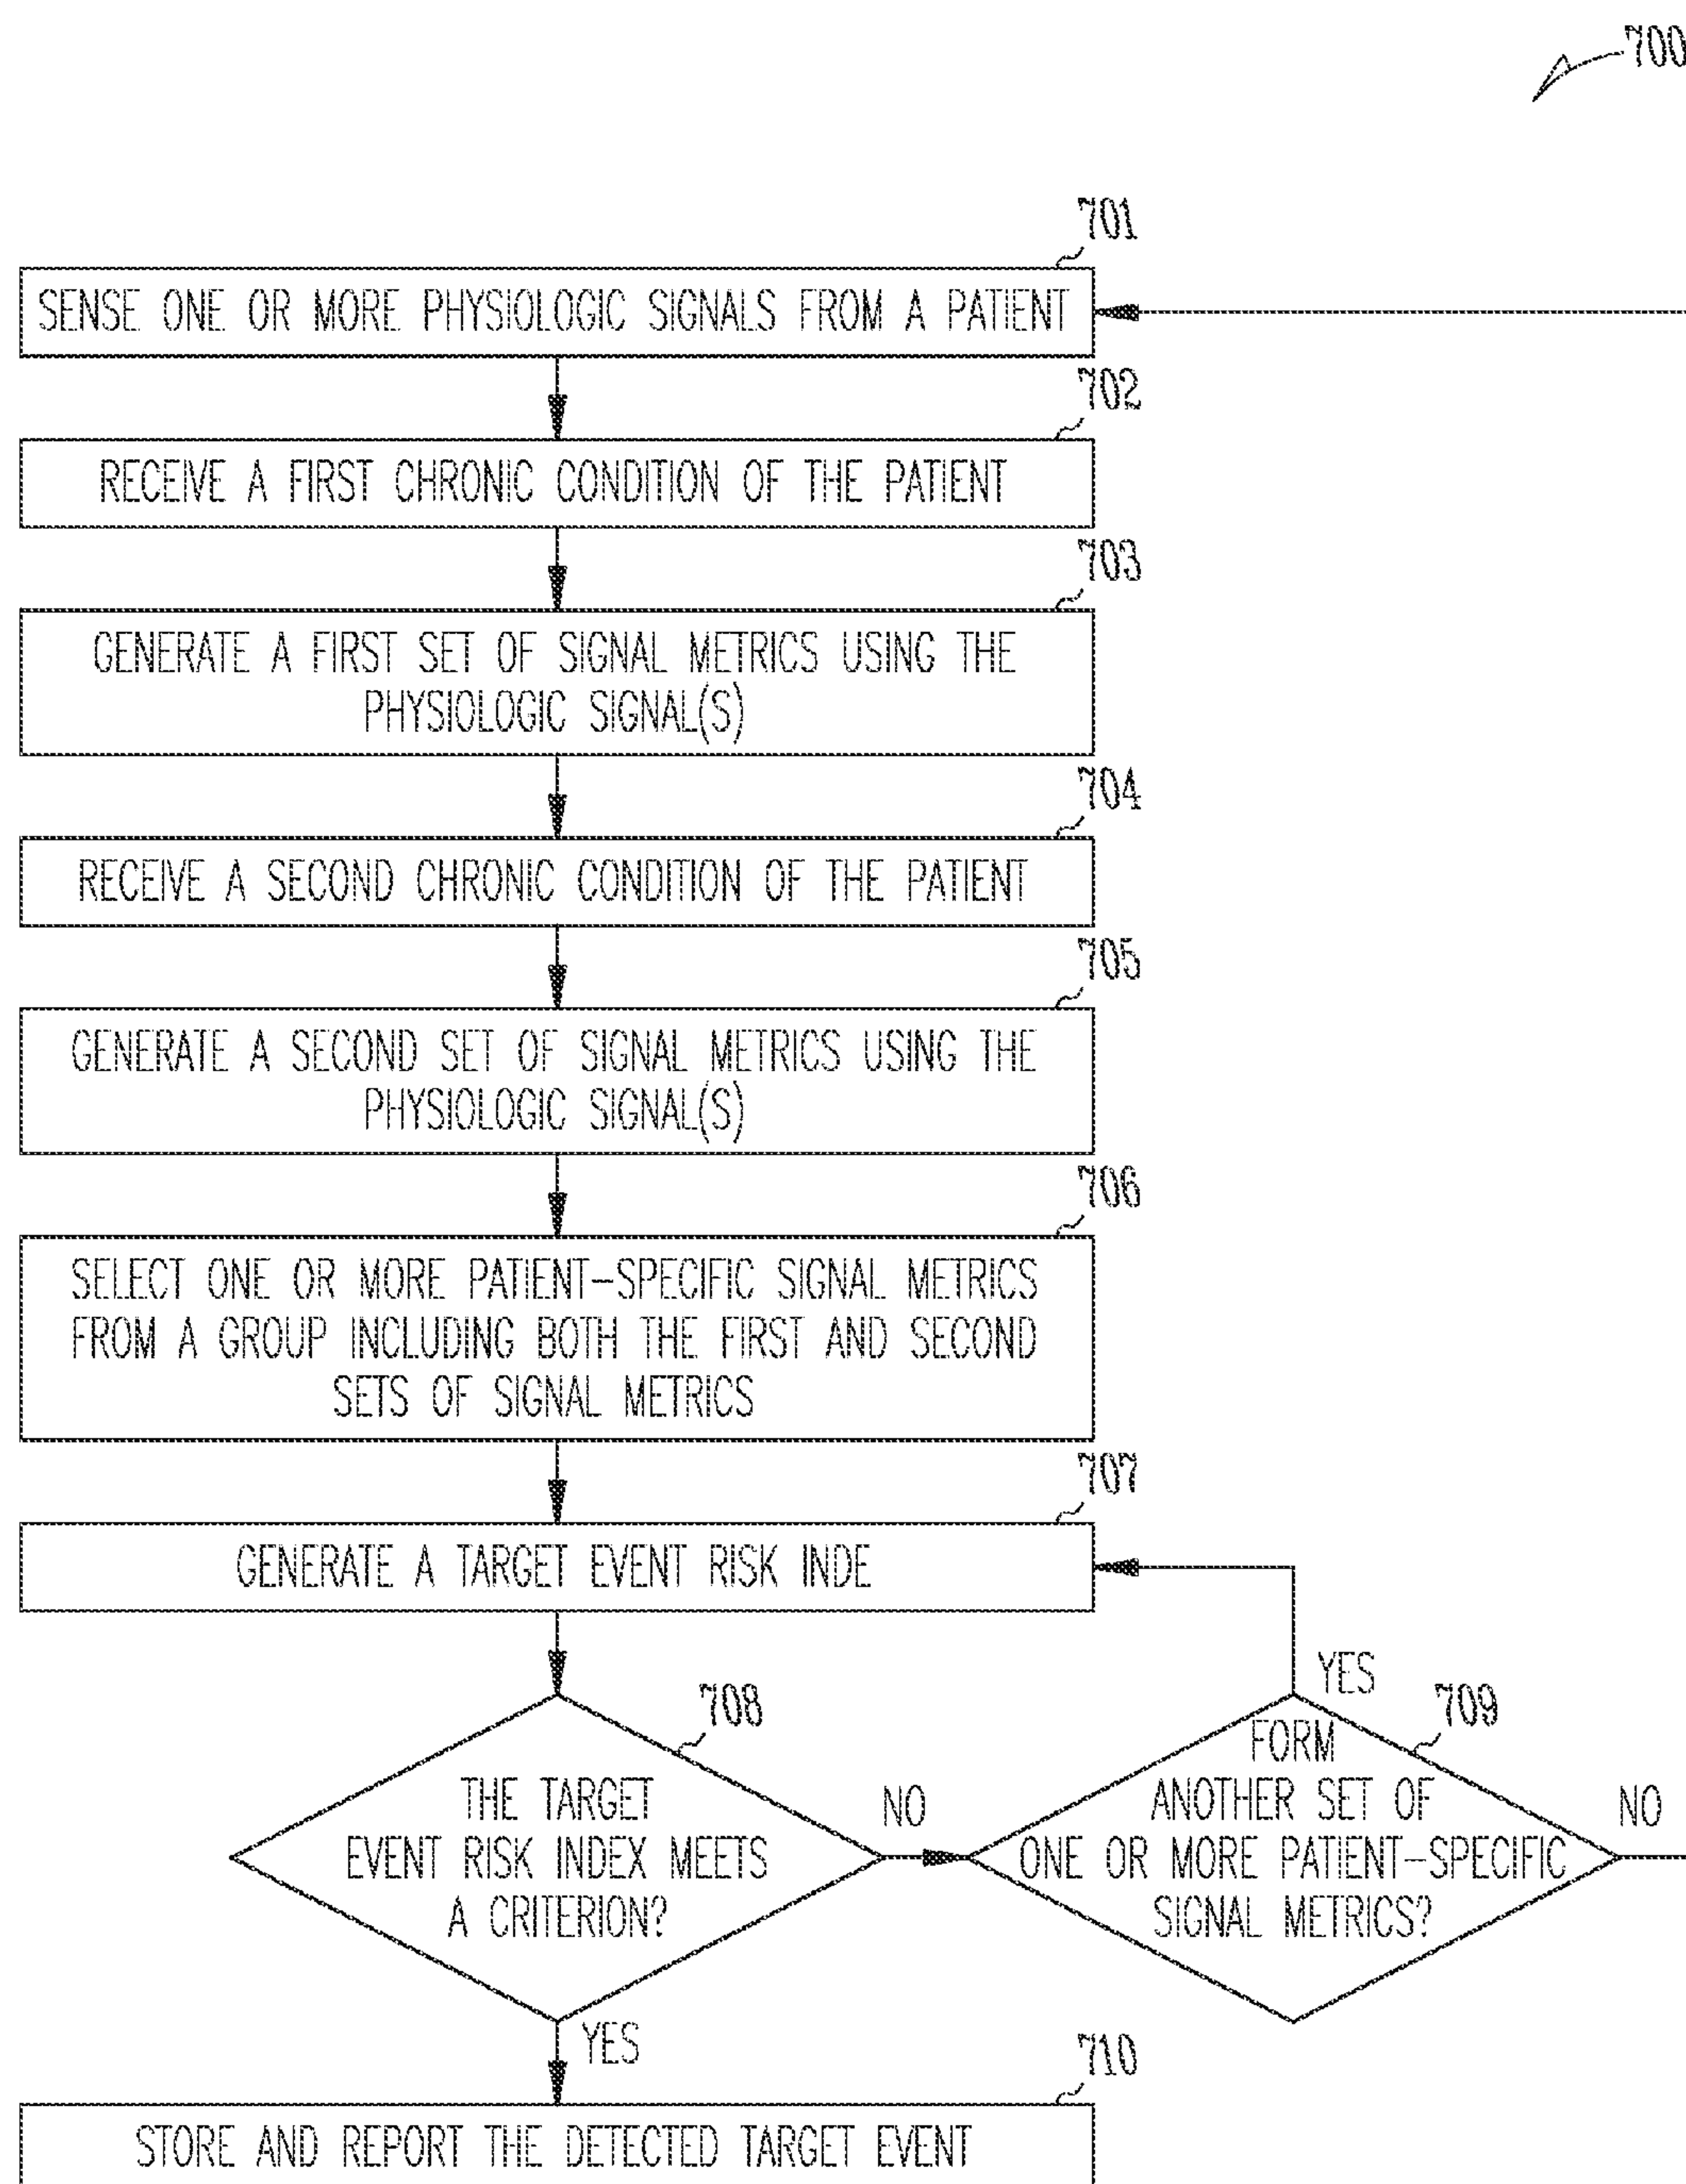 700
701
SENSE ONE OR MORE PHYSIOLOGIC SIGNALS FROM A PATIENT
702
RECEIVE A FIRST CHRONIC CONDITION OF THE PATIENT
703
GENERATE A FIRST SET OF SIGNAL METRICS USING THE
PHYSIOLOGIC SIGNAL(S)
704
RECEIVE A SECOND CHRONIC CONDITION OF THE PATIENT
705
GENERATE A SECOND SET OF SIGNAL METRICS USING THE
PHYSIOLOGIC SIGNAL(S)
706
SELECT ONE OR MORE PATIENT-SPECIFIC SIGNAL METRICS
FROM A GROUP INCLUDING BOTH THE FIRST AND SECOND
SETS OF SIGNAL METRICS
707
GENERATE A TARGET EVENT RISK INDE
708
THE TARGET
EVENT RISK INDEX MEETS
A CRITERION?
NO
YES
709
FORM
ANOTHER SET OF
ONE OR MORE PATIENT-SPECIFIC
SIGNAL METRICS?
NO
YES
710
STORE AND REPORT THE DETECTED TARGET EVENT